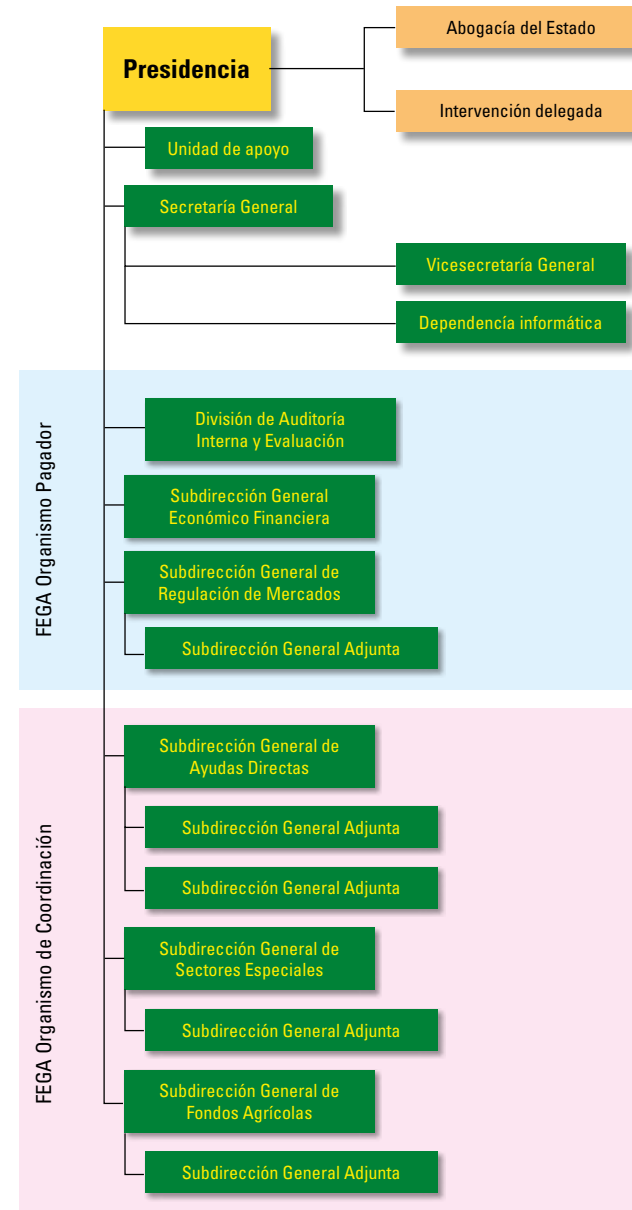 Presidencia
Abogacía del Estado
Intervención delegada
Unidad de apoyo
Secretaría General
Vicesecretaría General
Dependencía informática
FEGA Organismo Pagador
División de Auditoría
Interna y Evaluación
Subdirección General
Económico Financiera
Subdirección General de
Regulación de Mercados
Subdirección General Adjunta
FEGA Organismo de Coordinación
Subdirección General de
Ayudas Directas
Subdirección General Adjunta
Subdirección General Adjunta
Subdirección General de
Sectores Especiales
Subdirección General Adjunta
Subdirección General de
Fondos Agrícolas
Subdirección General Adjunta